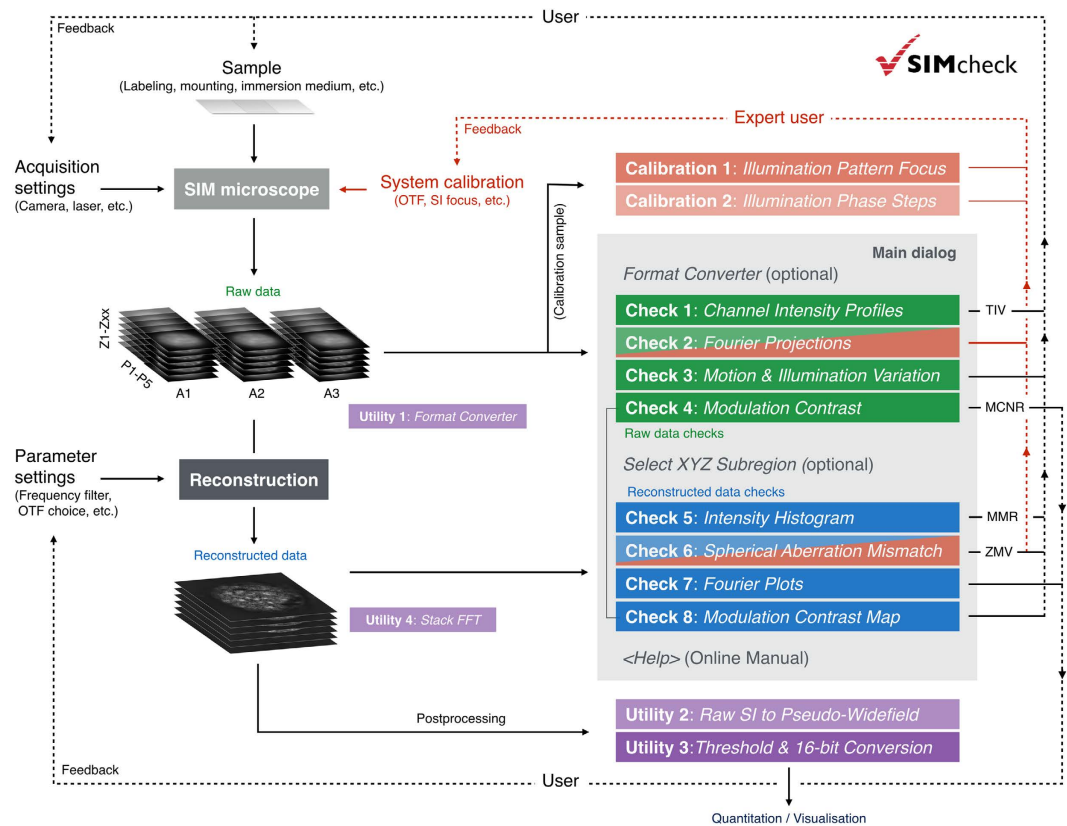 User
Feedback
Sample
(Labeling, mounting, immersion medium, etc.)
SIMcheck
Expert user
Feedback
Acquisition
settings
(Camera, laser, etc.)
SIM microscope
System calibration
(OTF, SI focus, etc.)
Calibration 1: Illumination Pattern Focus
Calibration 2: Illumination Phase Steps
(Calibration sample)
Main dialog
Format Converter (optional)
Raw data
Z1-Zxx
P1-P5
A1
A2
A3
Check 1: Channel Intensity Profiles
TIV
Check 2: Fourier Projections
Check 3: Motion & Illumination Variation
Check 4: Modulation Contrast
MCNR
Raw data checks
Utility 1: Format Converter
Parameter
settings
(Frequency filter,
OTF choice, etc.)
Reconstruction
Select XYZ Subregion (optional)
Reconstructed data checks
Check 5: Intensity Histogram
MMR
Check 6: Spherical Aberration Mismatch
ZMV
Check 7: Fourier Plots
Check 8: Modulation Contrast Map
<Help> (Online Manual)
Reconstructed data
Utility 4: Stack FFT
Postprocessing
Utility 2: Raw SI to Pseudo-Widefield
Utility 3: Threshold & 16-bit Conversion
Feedback
User
Quantitation / Visualisation